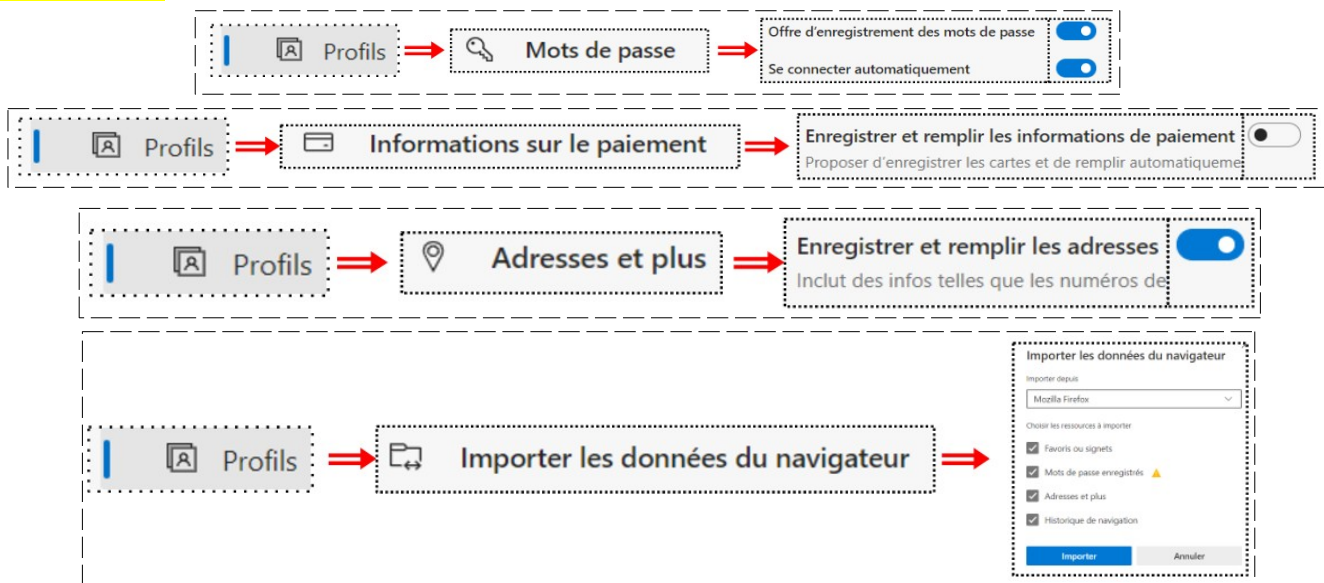 Profils
Mots de passe
Offre d'enregistrement des mots de passe
Se connecter automatiquement
Profils
Informations sur le paiement
Enregistrer et remplir les informations de paiement
Proposer d'enregistrer les cartes et de remplir automatiqueme
Profils
Adresses et plus
Enregistrer et remplir les adresses
Inclut des infos telles que les numéros de
Profils
Importer les données du navigateur
Importer les données du navigateur
Importer depuis
Mozilla Firefox
Choisir les ressources à importer
Favoris ou signets
Mots de passe enregistrés
Adresses et plus
Historique de navigation
Importer Annuler